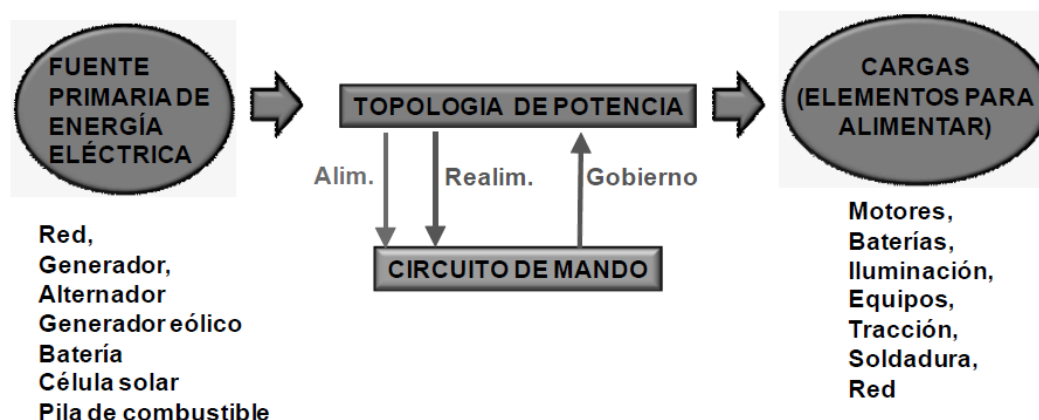 FUENTE
PRIMARIA DE
ENERGÍA
ELÉCTRICA
TOPOLOGIA DE POTENCIA
CARGAS
(ELEMENTOS PARA
ALIMENTAR)
Alim.
Realim.
Gobierno
CIRCUITO DE MANDO
Red,
Generador,
Alternador
Generador eólico
Batería
Célula solar
Pila de combustible
Motores,
Baterías,
Iluminación,
Equipos,
Tracción,
Soldadura,
Red